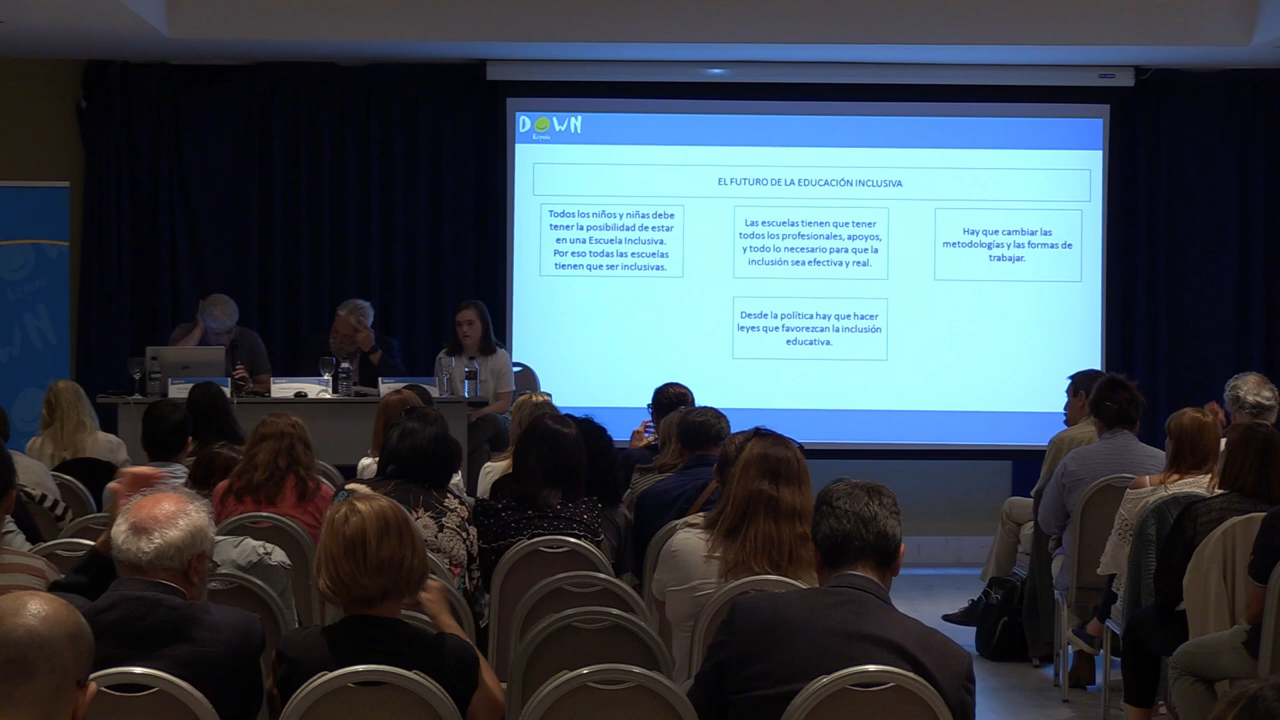 DOWN
España
EL FUTURO DE LA EDUCACIÓN INCLUSIVA
Todos los niños y niñas debe
tener la posibilidad de estar
en una Escuela Inclusiva.
Por eso todas las escuelas
tienen que ser inclusivas.
Las escuelas tienen que tener
todos los profesionales, apoyos,
y todo lo necesario para que la
inclusión sea efectiva y real.
Hay que cambiar las
metodologías y las formas de
trabajar.
Desde la política hay que hacer
leyes que favorezcan la inclusión
educativa.